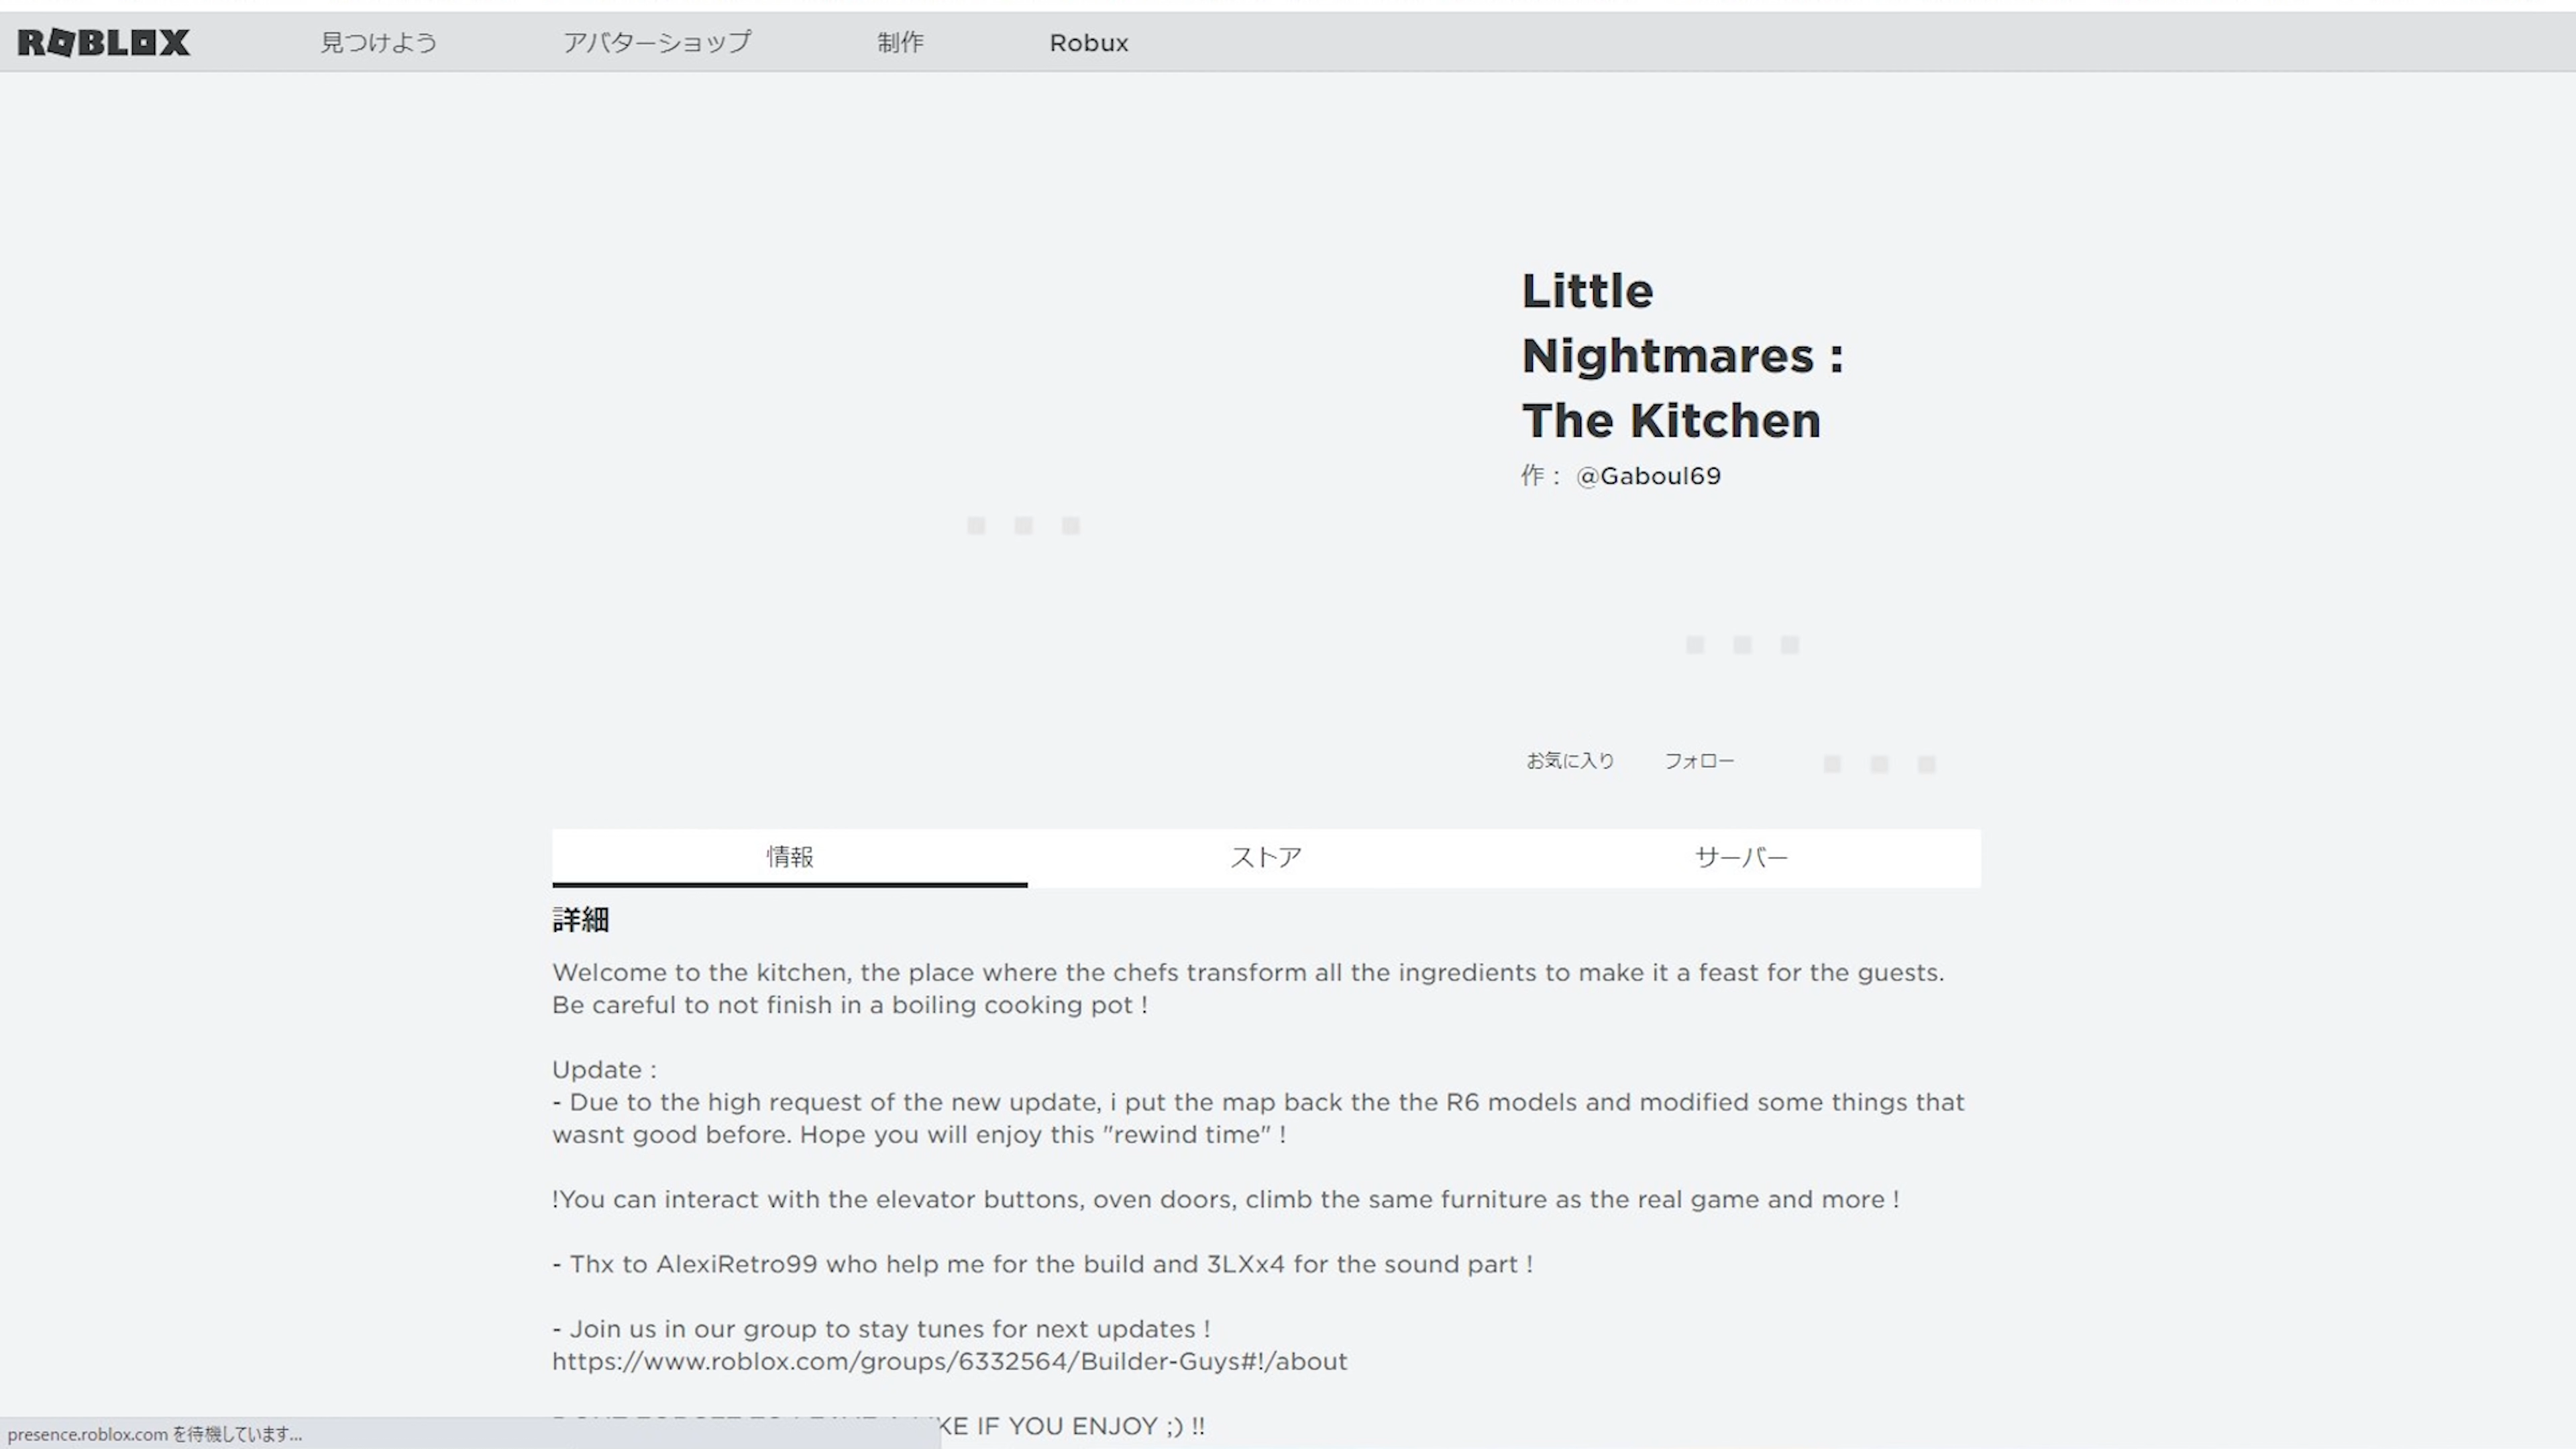 ROBLOX 見つけよう アバターショップ 制作 Robux
Little
Nightmares :
The Kitchen
作： @Gaboul69
お気に入り フォロー
情報 ストア サーバー
詳細
Welcome to the kitchen, the place where the chefs transform all the ingredients to make it a feast for the guests.
Be careful to not finish in a boiling cooking pot !
Update :
- Due to the high request of the new update, i put the map back the the R6 models and modified some things that
wasnt good before. Hope you will enjoy this "rewind time" !
!You can interact with the elevator buttons, oven doors, climb the same furniture as the real game and more !
- Thx to AlexiRetro99 who help me for the build and 3LXx4 for the sound part !
- Join us in our group to stay tunes for next updates !
https://www.roblox.com/groups/6332564/Builder-Guys#!/about
IF YOU ENJOY ;) !!
presence.roblox.com を待機しています...